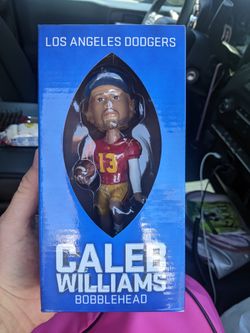 LOS ANGELES DODGERS
13
CALEB
WILLIAMS
BOBBLEHEAD